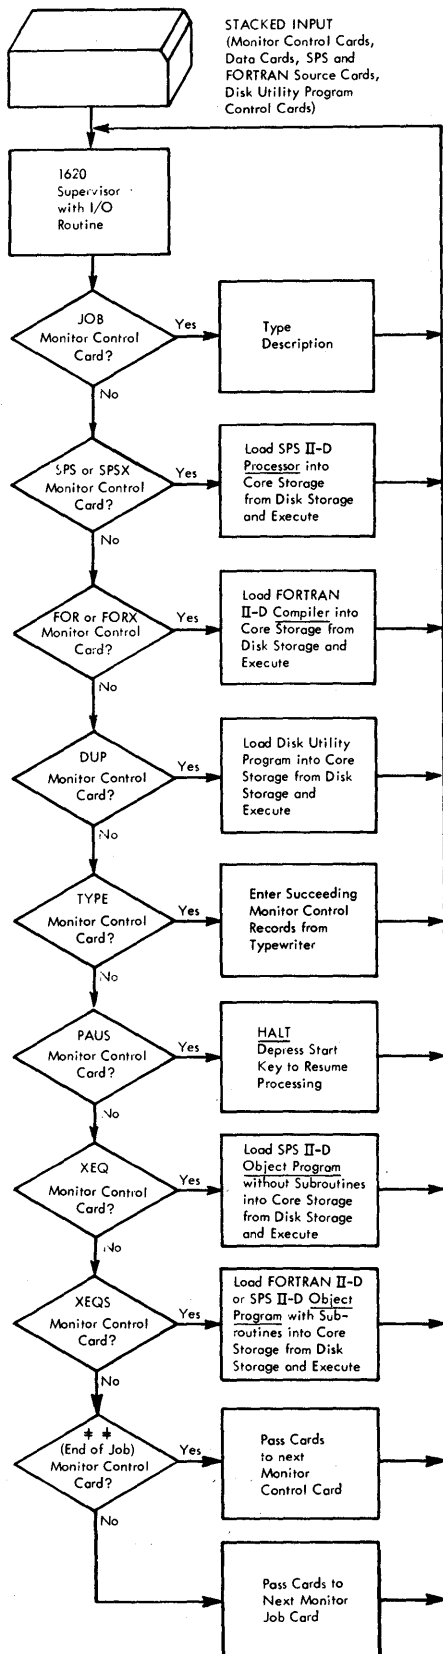 STACKED INPUT
(Monitor Control Cards,
Data Cards, SPS and
FORTRAN Source Cards,
Disk Utility Program
Control Cards)
1620
Supervisor
with I/O
Routine
JOB
Monitor Control
Card?
Yes
Type
Description
No
SPS or SPSX
Monitor Control
Card?
Yes
Load SPS II-D
Processor into
Core Storage
from Disk Storage
and Execute
No
FOR or FORX
Monitor Control
Card?
Yes
Load FORTRAN
II-D Compiler into
Core Storage from
Disk Storage and
Execute
No
DUP
Monitor Control
Card?
Yes
Load Disk Utility
Program into Core
Storage from Disk
Storage and
Execute
No
TYPE
Monitor Control
Card?
Yes
Enter Succeeding
Monitor Control
Records from
Typewriter
No
PAUS
Monitor Control
Card?
Yes
HALT
Depress Start
Key to Resume
Processing
No
XEQ
Monitor Control
Card?
Yes
Load SPS II-D
Object Program
without Subroutines
into Core Storage
from Disk Storage
and Execute
No
XEQS
Monitor Control
Card?
Yes
Load FORTRAN II-D
or SPS II-D Object
Program with Sub-
routines into Core
Storage from Disk
Storage and Execute
No
ǂ ǂ
(End of Job)
Monitor Control
Card?
Yes
Pass Cards
to next
Monitor
Control Card
No
Pass Cards to
Next Monitor
Job Card